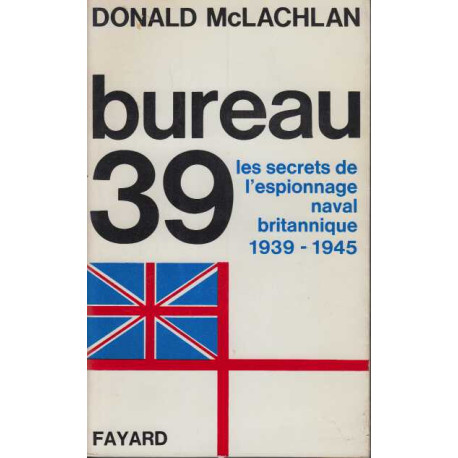 DONALD McLACHLAN
bureau
39
les secrets de
l'espionnage
naval
britannique
1939 - 1945
FAYARD